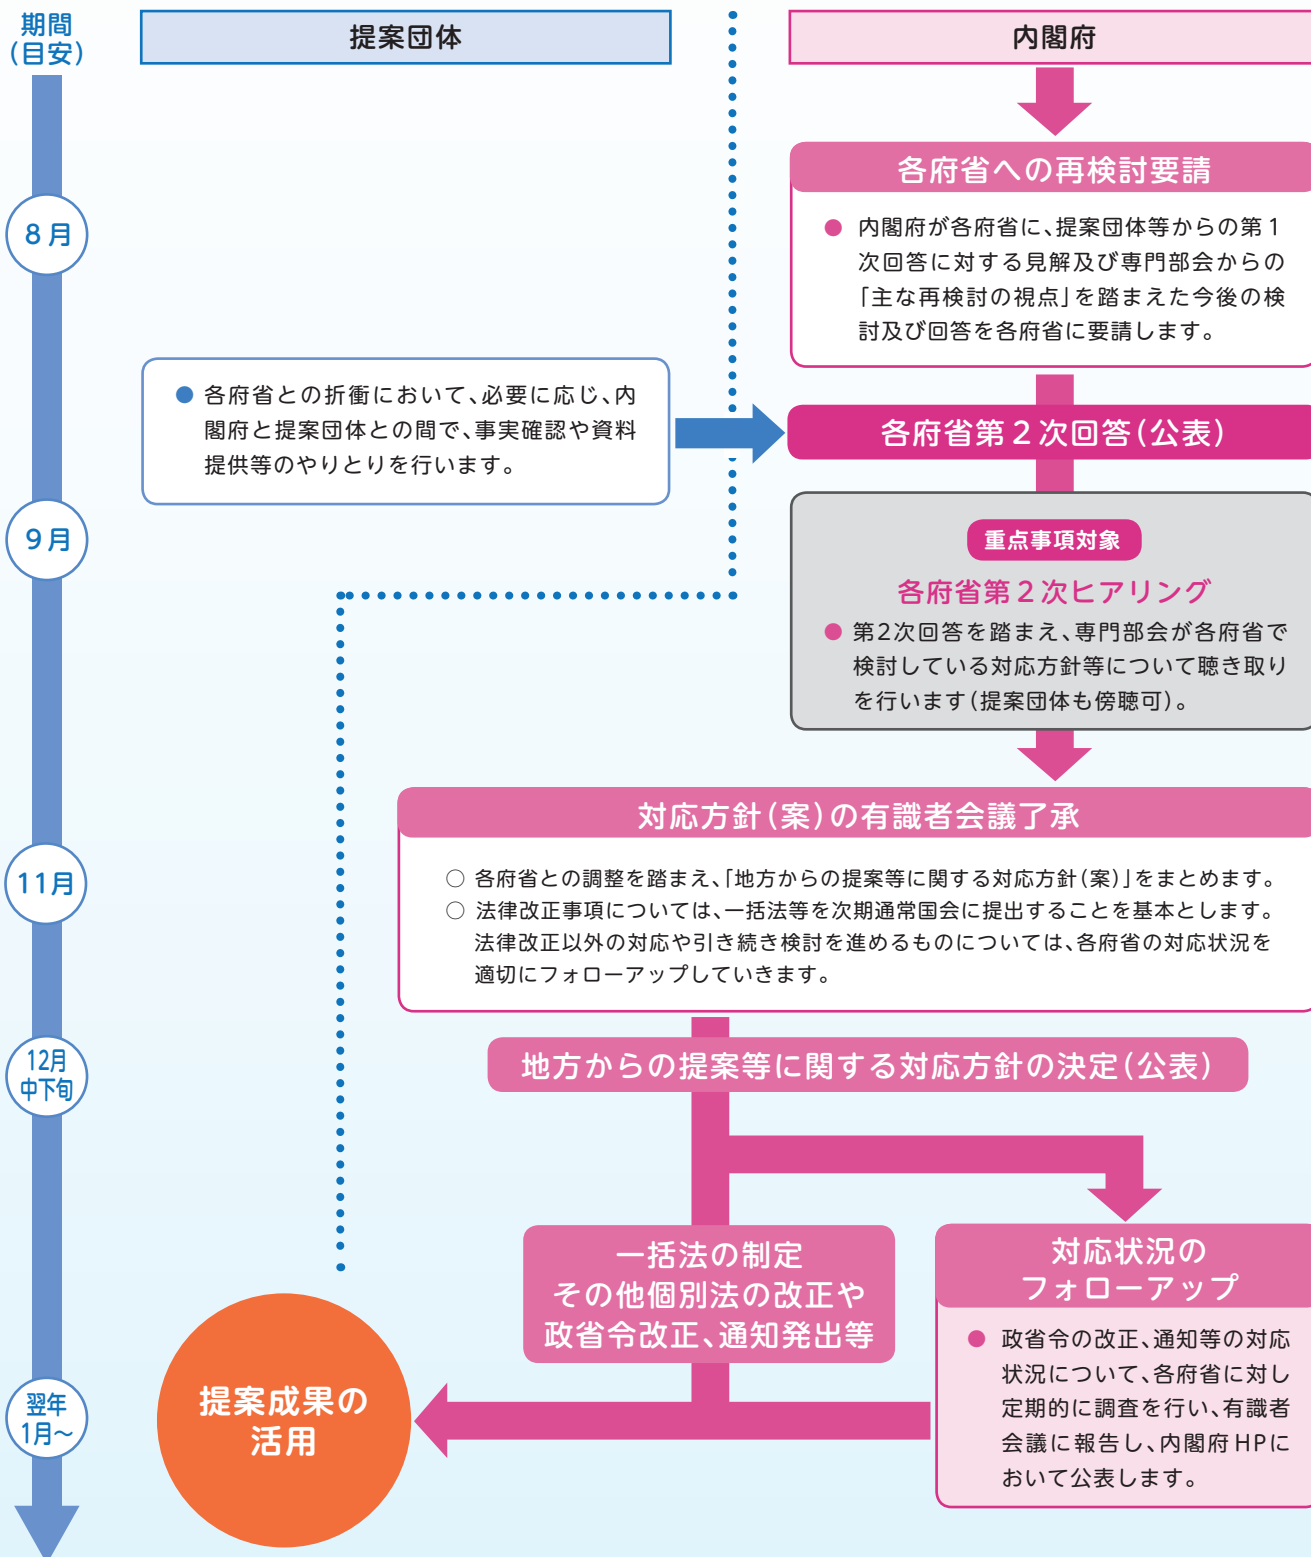 期間
(目安)
提案団体
内閣府
各府省への再検討要請
8月
● 内閣府が各府省に、提案団体等からの第1
次回答に対する見解及び専門部会からの
「主な再検討の視点」を踏まえた今後の検
討及び回答を各府省に要請します。
● 各府省との折衝において、必要に応じ、内
閣府と提案団体との間で、事実確認や資料
提供等のやりとりを行います。
各府省第2次回答(公表)
9月
重点事項対象
各府省第2次ヒアリング
● 第2次回答を踏まえ、専門部会が各府省で
検討している対応方針等について聴き取り
を行います(提案団体も傍聴可)。
対応方針(案)の有識者会議了承
11月
○ 各府省との調整を踏まえ、「地方からの提案等に関する対応方針(案)」をまとめます。
○ 法律改正事項については、一括法等を次期通常国会に提出することを基本とします。
法律改正以外の対応や引き続き検討を進めるものについては、各府省の対応状況を
適切にフォローアップしていきます。
12月
中下旬
地方からの提案等に関する対応方針の決定(公表)
一括法の制定
その他個別法の改正や
政省令改正、通知発出等
対応状況の
フォローアップ
● 政省令の改正、通知等の対応
状況について、各府省に対し
定期的に調査を行い、有識者
会議に報告し、内閣府HPに
おいて公表します。
翌年
1月～
提案成果の
活用